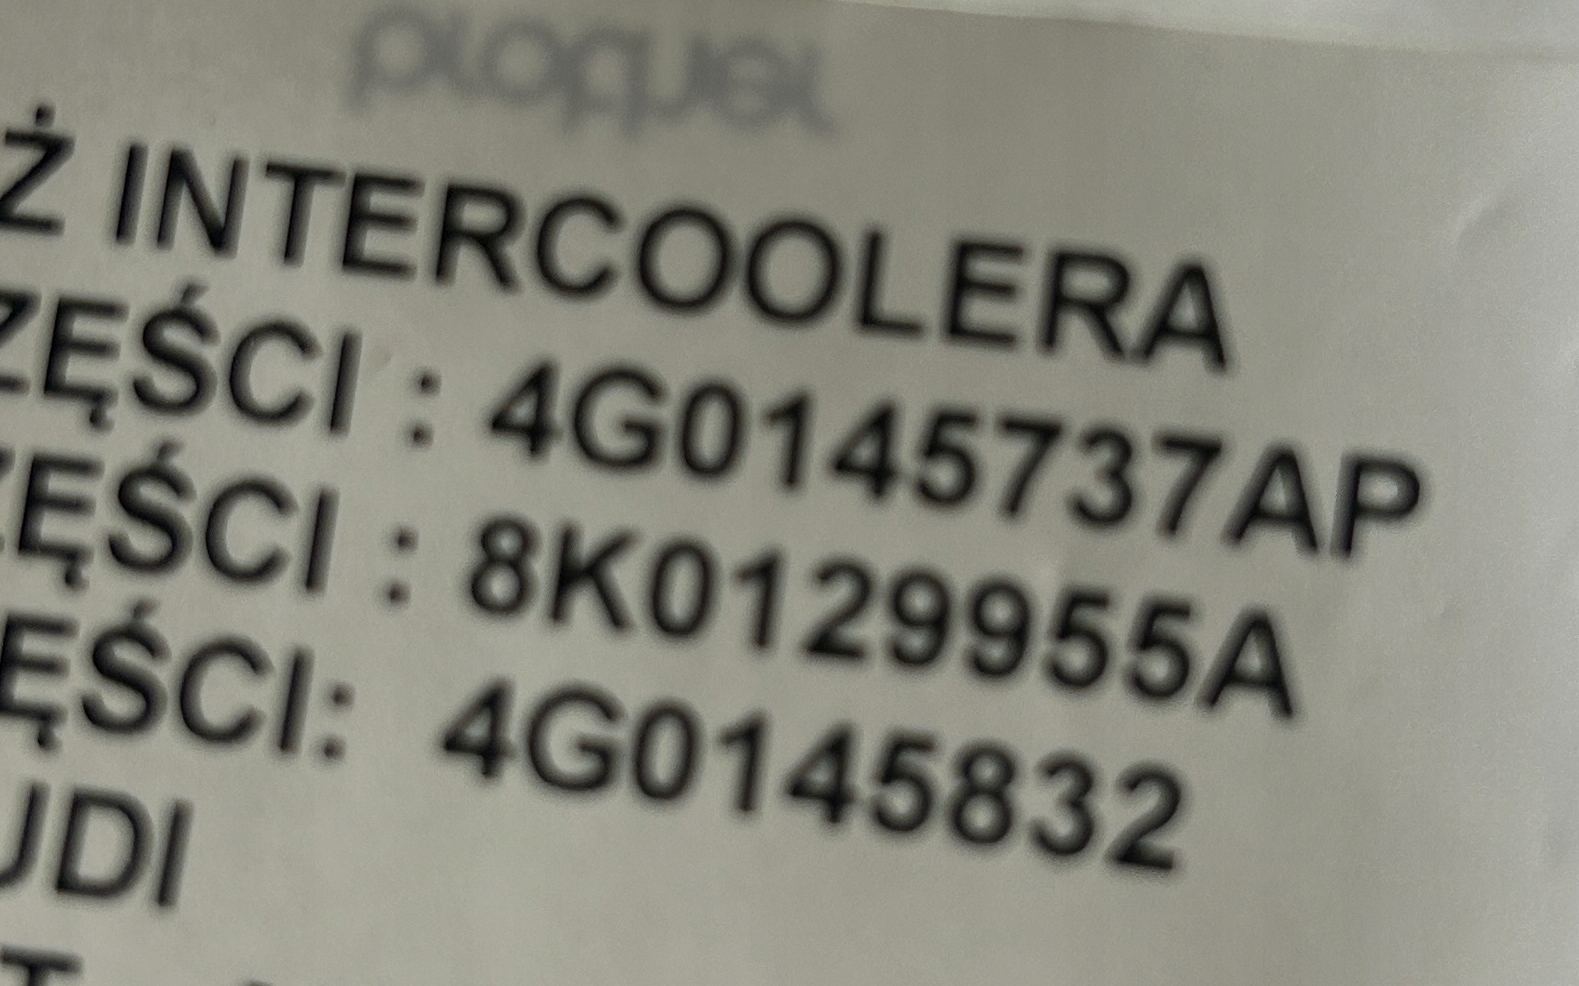 Ż INTERCOOLERA
ZĘŚCI : 4G0145737AP
ZĘŚCI : 8K0129955A
ĘŚCI: 4G0145832
UDI